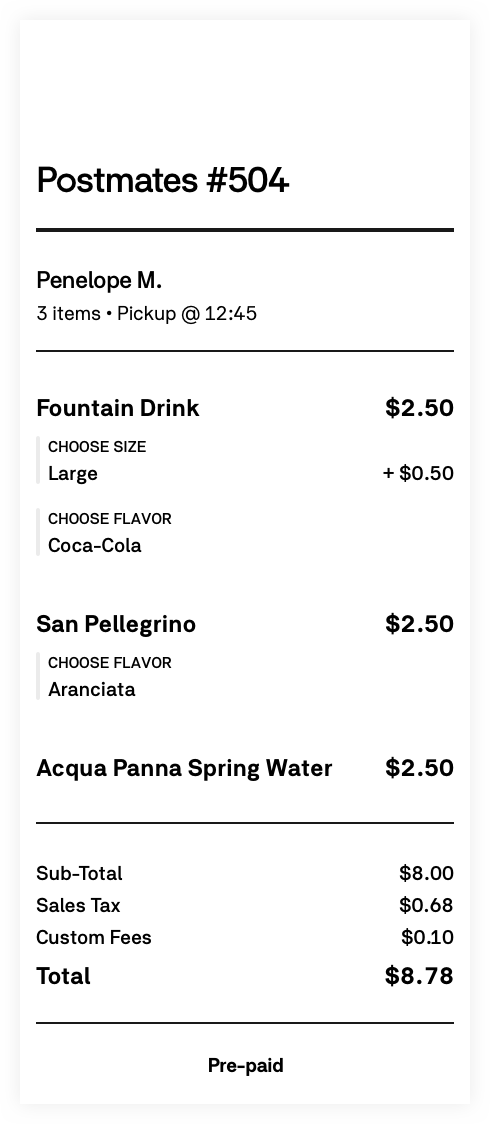 Postmates #504
Penelope M.
3 items • Pickup @ 12:45
Fountain Drink $2.50
CHOOSE SIZE
Large + $0.50
CHOOSE FLAVOR
Coca-Cola
San Pellegrino $2.50
CHOOSE FLAVOR
Aranciata
Acqua Panna Spring Water $2.50
Sub-Total $8.00
Sales Tax $0.68
Custom Fees $0.10
Total $8.78
Pre-paid